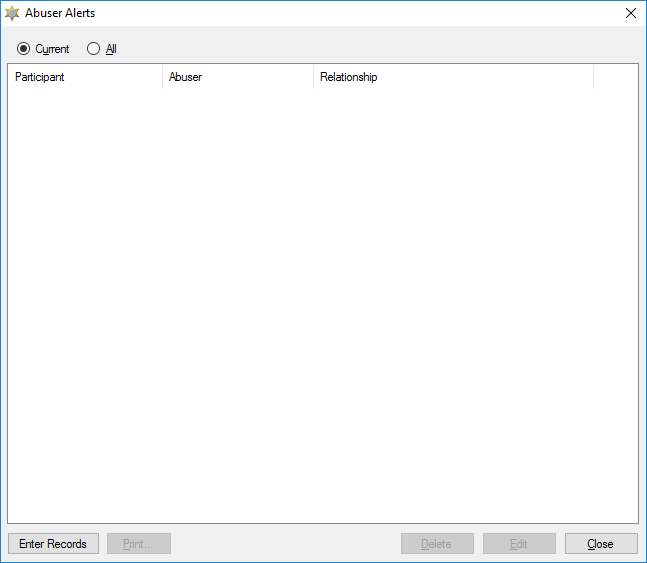 Abuser Alerts
Current All
Participant Abuser Relationship
Enter Records Print... Delete Edit Close